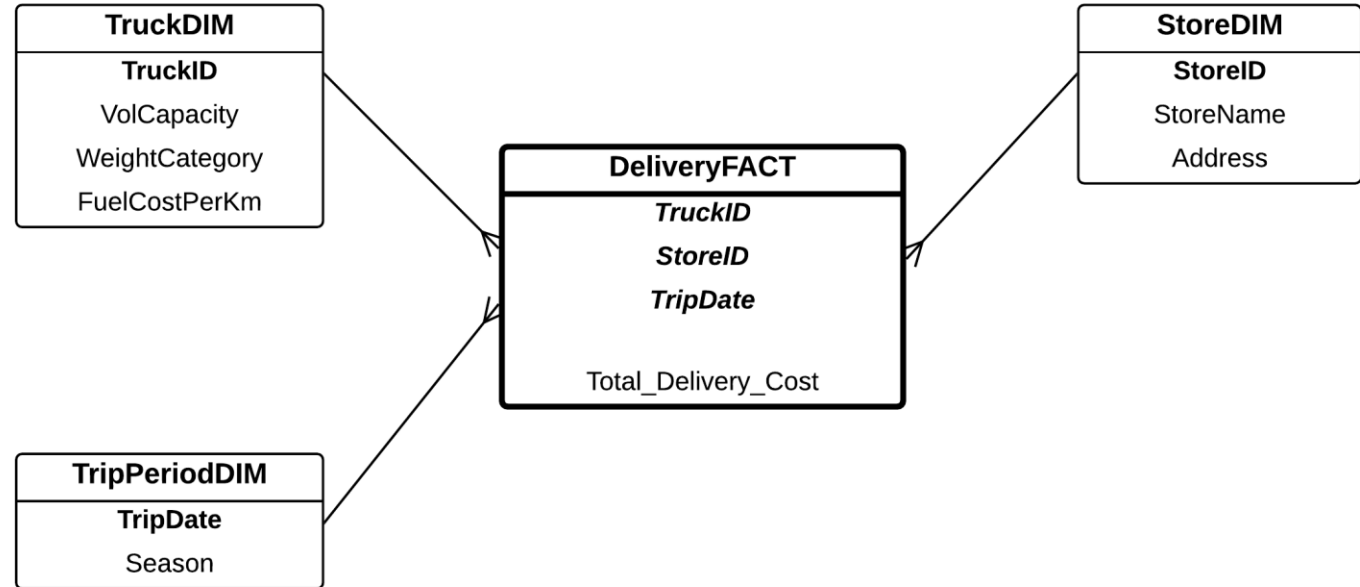 TruckDIM
TruckID
VolCapacity
WeightCategory
FuelCostPerKm
StoreDIM
StoreID
StoreName
Address
DeliveryFACT
TruckID
StoreID
TripDate
Total_Delivery_Cost
TripPeriodDIM
TripDate
Season